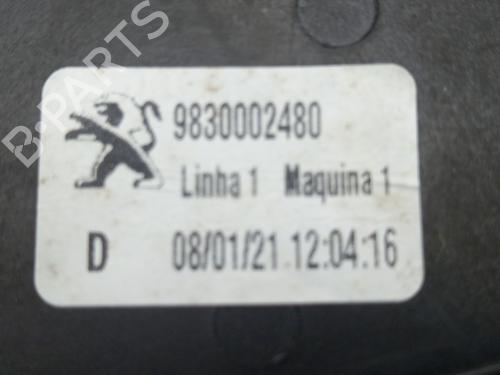 9830002480
Linha 1 Maquina 1
D 08/01/21 12:04:16
B-PARTS